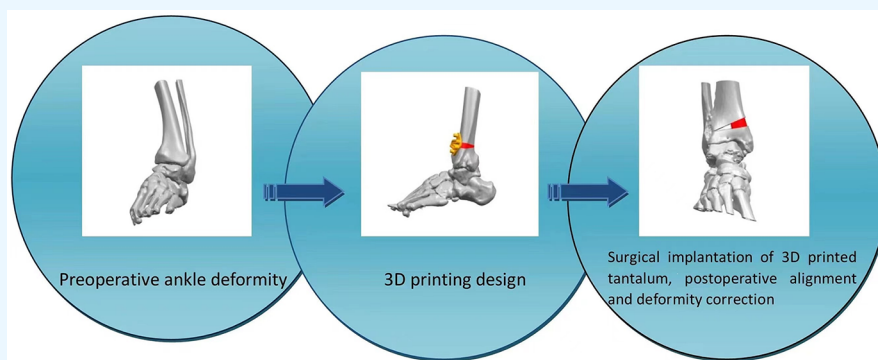 Preoperative ankle deformity
3D printing design
Surgical implantation of 3D printed
tantalum, postoperative alignment
and deformity correction